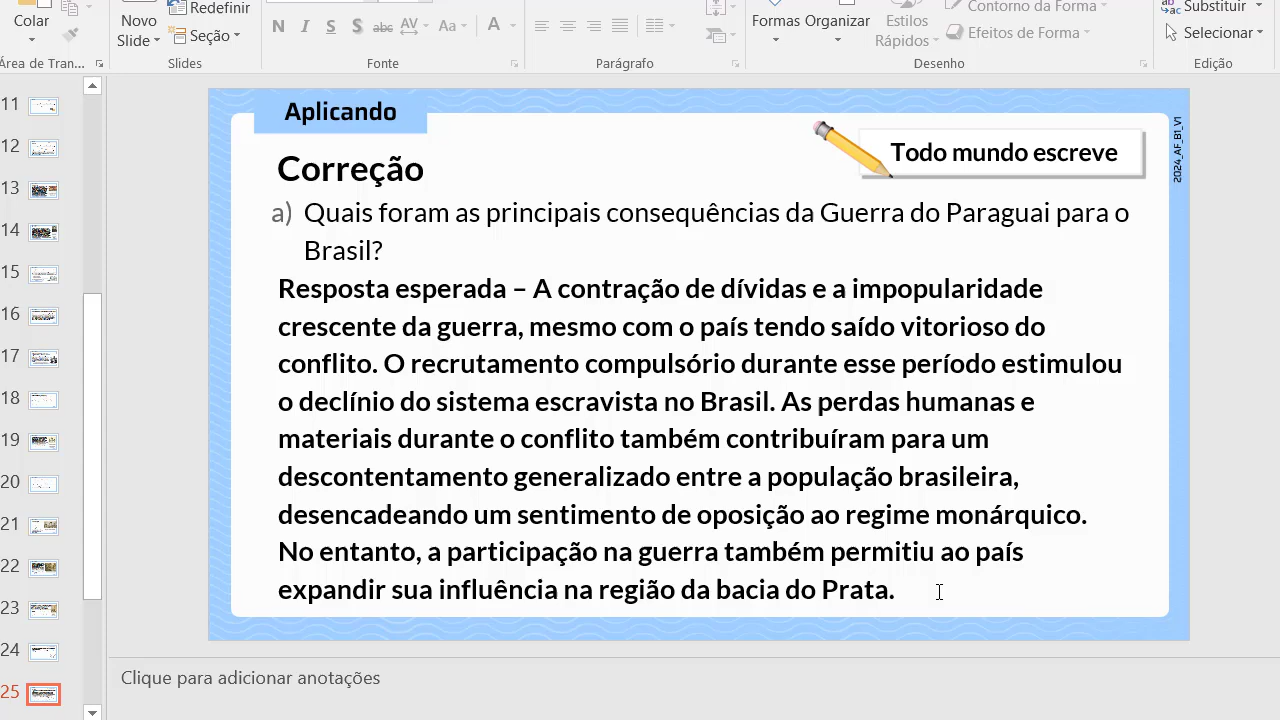 Colar
Novo
Slide
Redefinir
Seção
N I S S abc AV Aa A
Formas
Organizar
Estilos
Rápidos
Contorno da Forma
Efeitos de Forma
Substituir
Selecionar
Área de Tran...
Slides
Fonte
Parágrafo
Desenho
Edição
11
12
13
14
15
16
17
18
19
20
21
22
23
24
25
Aplicando
Todo mundo escreve
2024_AF_B1_V1
Correção
a) Quais foram as principais consequências da Guerra do Paraguai para o
Brasil?
Resposta esperada – A contração de dívidas e a impopularidade
crescente da guerra, mesmo com o país tendo saído vitorioso do
conflito. O recrutamento compulsório durante esse período estimulou
o declínio do sistema escravista no Brasil. As perdas humanas e
materiais durante o conflito também contribuíram para um
descontentamento generalizado entre a população brasileira,
desencadeando um sentimento de oposição ao regime monárquico.
No entanto, a participação na guerra também permitiu ao país
expandir sua influência na região da bacia do Prata.
Clique para adicionar anotações